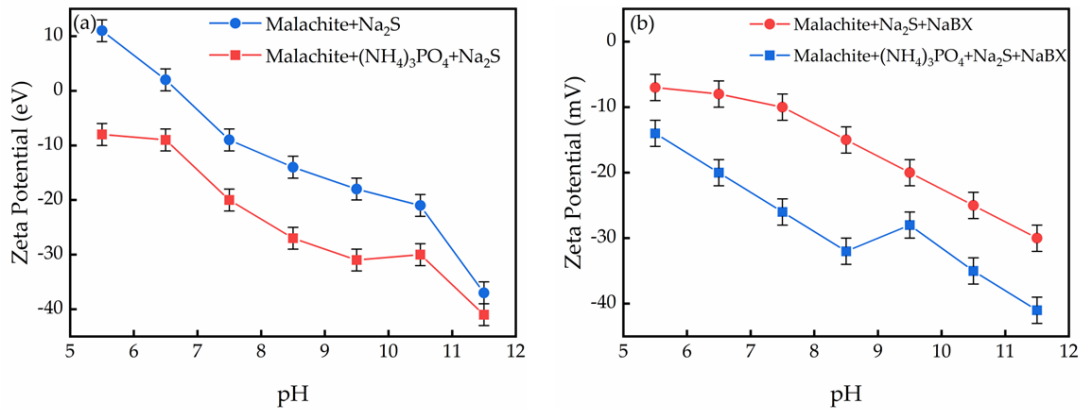 (a)
Malachite+Na₂S
Malachite+(NH₄)₃PO₄+Na₂S
Zeta Potential (eV)
10
0
-10
-20
-30
-40
5 6 7 8 9 10 11 12
pH
(b)
Malachite+Na₂S+NaBX
Malachite+(NH₄)₃PO₄+Na₂S+NaBX
Zeta Potential (mV)
0
-10
-20
-30
-40
5 6 7 8 9 10 11 12
pH